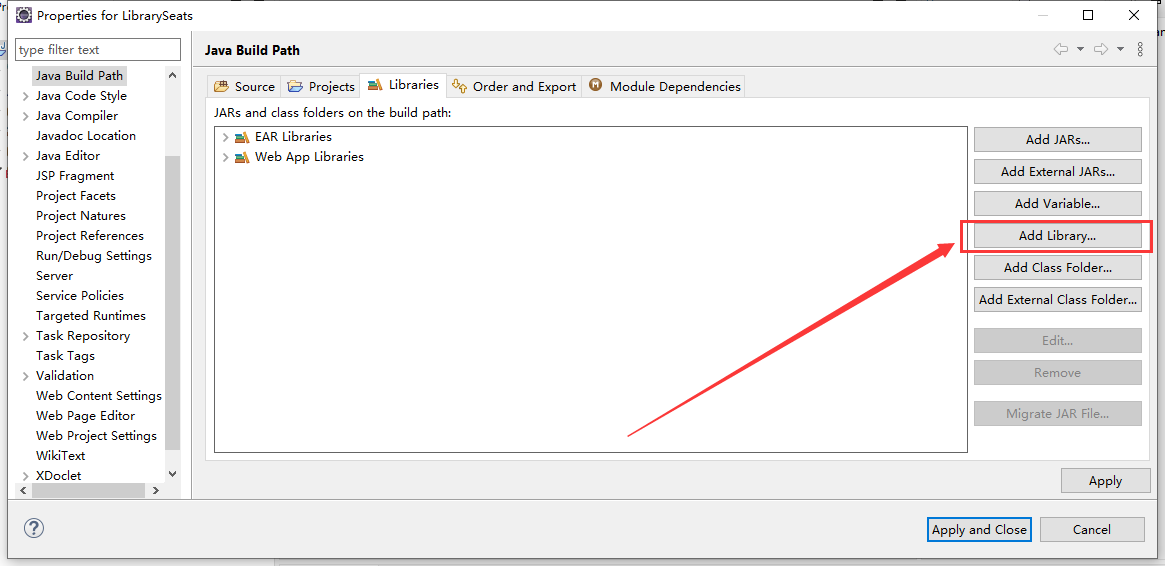 Properties for LibrarySeats
type filter text
Java Build Path
Java Code Style
Java Compiler
Javadoc Location
Java Editor
JSP Fragment
Project Facets
Project Natures
Project References
Run/Debug Settings
Server
Service Policies
Targeted Runtimes
Task Repository
Task Tags
Validation
Web Content Settings
Web Page Editor
Web Project Settings
WikiText
XDoclet
Java Build Path
Source Projects Libraries Order and Export Module Dependencies
JARs and class folders on the build path:
EAR Libraries
Web App Libraries
Add JARs...
Add External JARs...
Add Variable...
Add Library...
Add Class Folder...
Add External Class Folder...
Edit...
Remove
Migrate JAR File...
Apply
Apply and Close Cancel